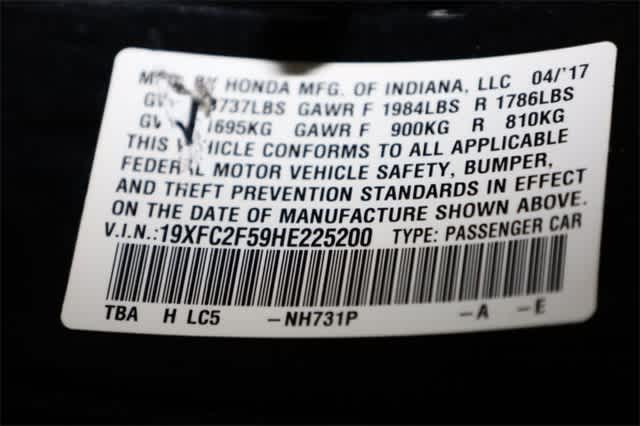 BY HONDA MFG. OF INDIANA, LLC 04/'17
3737LBS GAWR F 1984LBS R 1786LBS
1695KG GAWR F 900KG R 810KG
THIS VEHICLE CONFORMS TO ALL APPLICABLE
FEDERAL MOTOR VEHICLE SAFETY, BUMPER,
AND THEFT PREVENTION STANDARDS IN EFFECT
ON THE DATE OF MANUFACTURE SHOWN ABOVE.
V.I.N.:19XFC2F59HE225200 TYPE: PASSENGER CAR
TBA H LC5 -NH731P -A -E